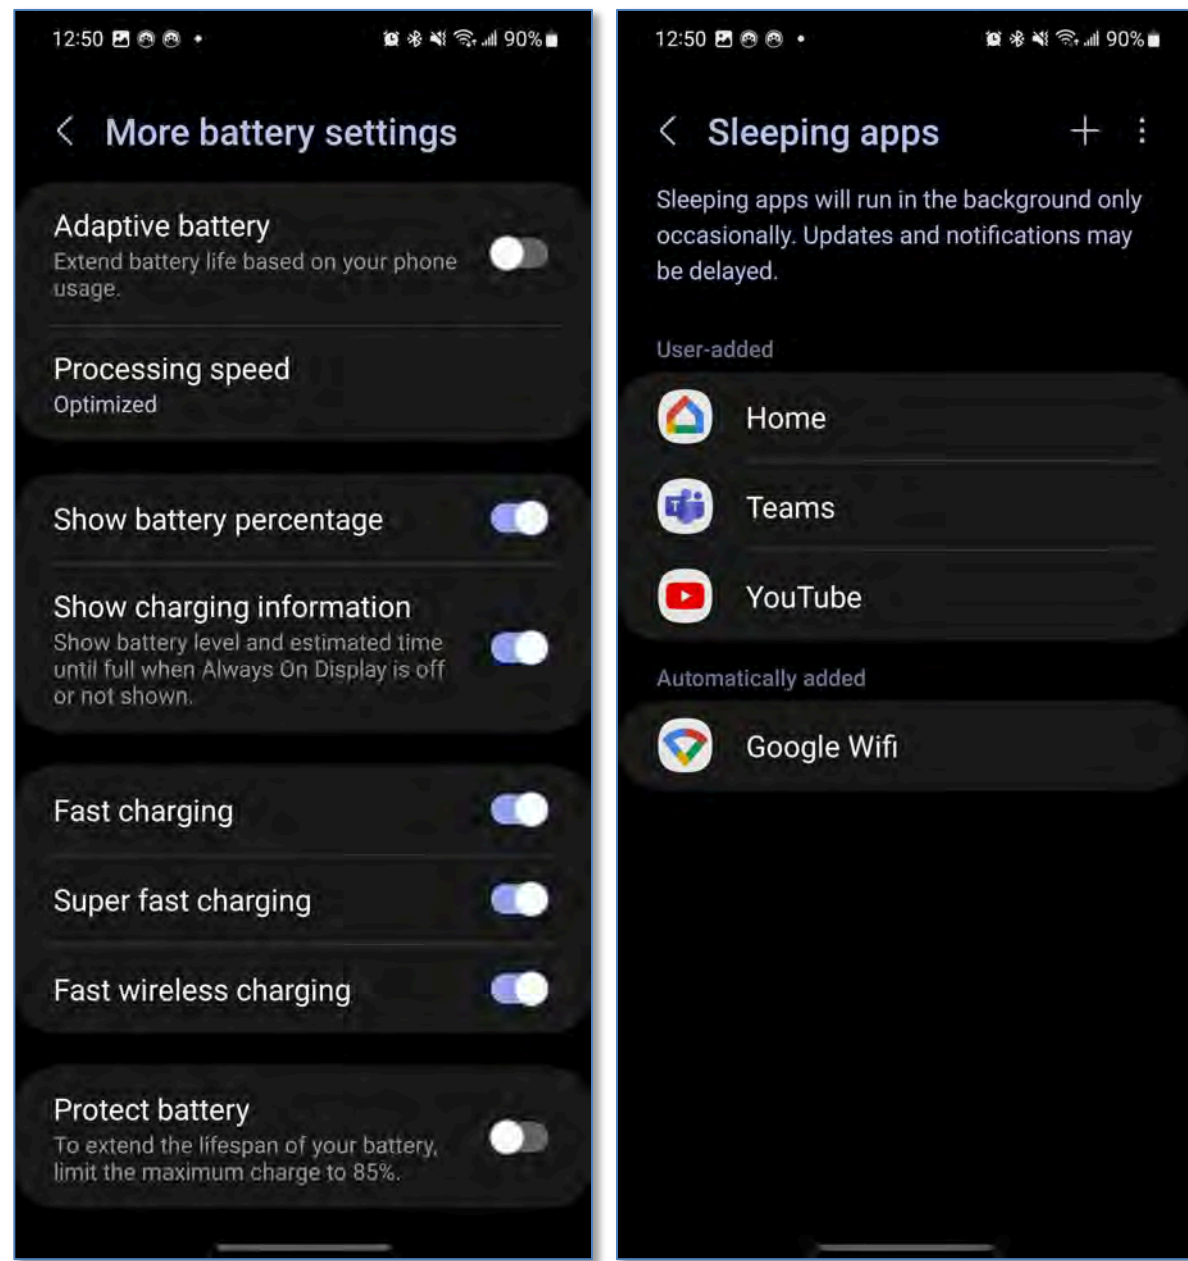 12:50 90%
More battery settings
Adaptive battery
Extend battery life based on your phone
usage.
Processing speed
Optimized
Show battery percentage
Show charging information
Show battery level and estimated time
until full when Always On Display is off
or not shown.
Fast charging
Super fast charging
Fast wireless charging
Protect battery
To extend the lifespan of your battery,
limit the maximum charge to 85%.
12:50 90%
Sleeping apps
Sleeping apps will run in the background only
occasionally. Updates and notifications may
be delayed.
User-added
Home
T
Teams
YouTube
Automatically added
Google Wifi